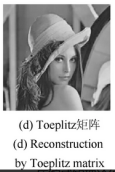 (d) Toeplitz矩阵
(d) Reconstruction
by Toeplitz matrix